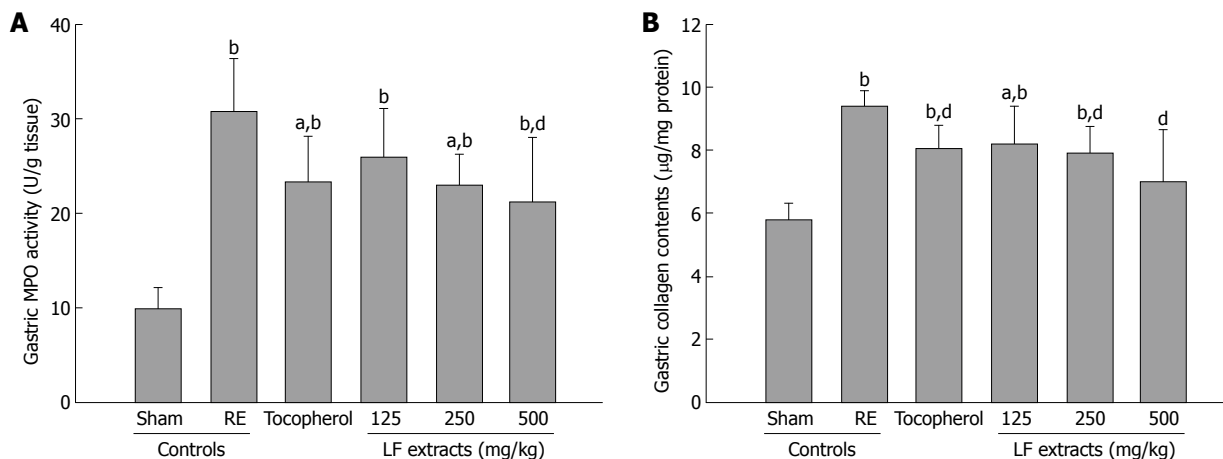 A
Gastric MPO activity (U/g tissue)
40
30
20
10
0
b
a,b
b
a,b
b,d
Sham RE Tocopherol 125 250 500
Controls LF extracts (mg/kg)
B
Gastric collagen contents (μg/mg protein)
12
10
8
6
4
2
0
b
b,d
a,b
b,d
d
Sham RE Tocopherol 125 250 500
Controls LF extracts (mg/kg)